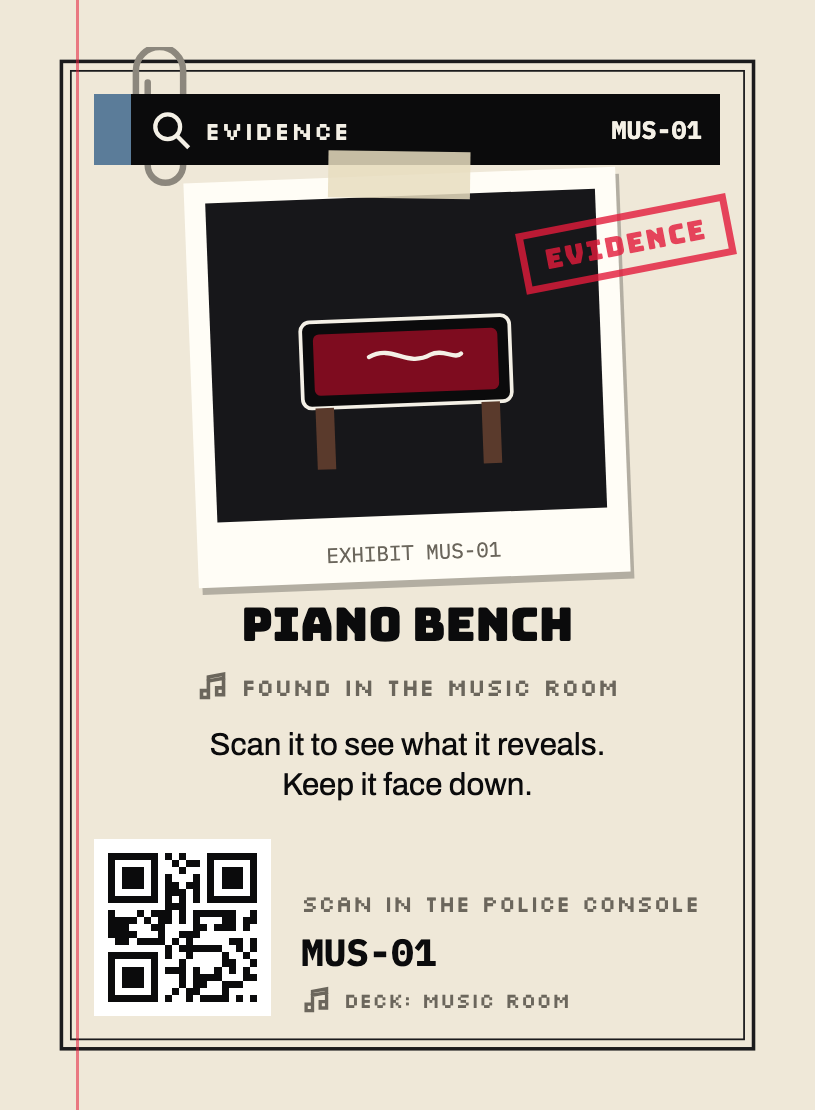 EVIDENCE
MUS-01
EVIDENCE
EXHIBIT MUS-01
PIANO BENCH
FOUND IN THE MUSIC ROOM
Scan it to see what it reveals.
Keep it face down.
SCAN IN THE POLICE CONSOLE
MUS-01
DECK: MUSIC ROOM